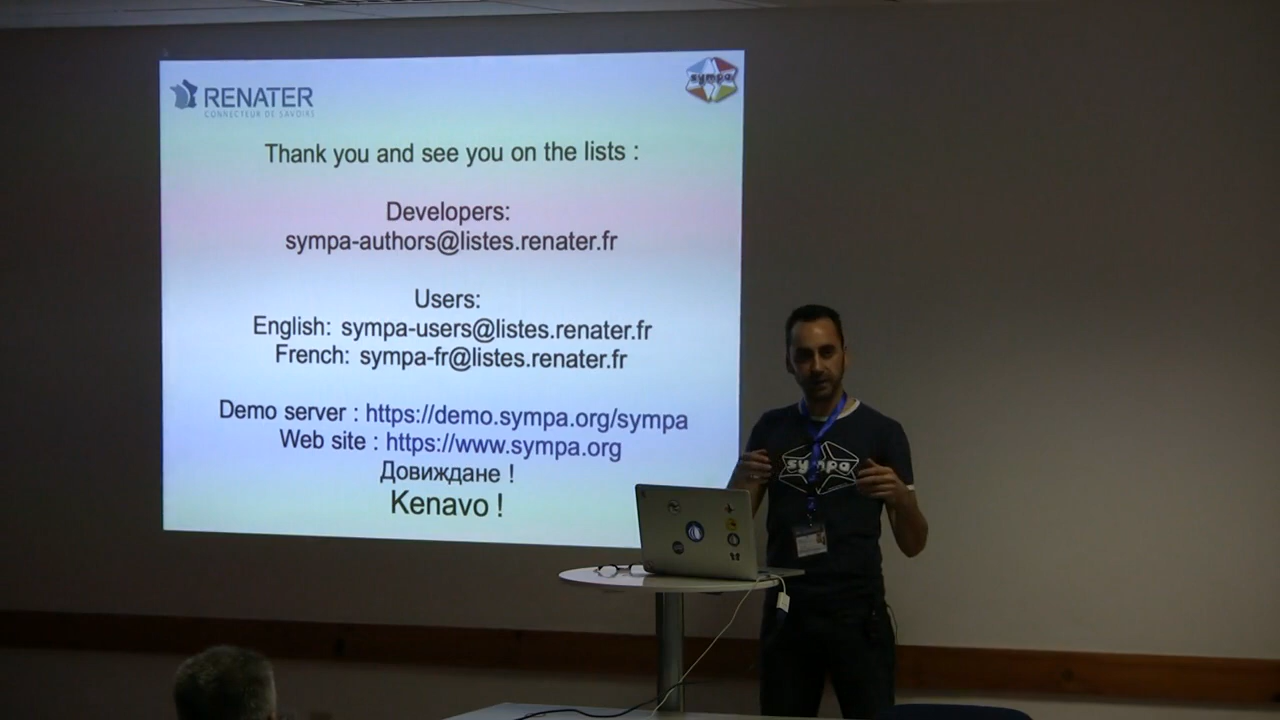 RENATER
CONNECTEUR DE SAVOIRS
sympa
Thank you and see you on the lists :
Developers:
sympa-authors@listes.renater.fr
Users:
English: sympa-users@listes.renater.fr
French: sympa-fr@listes.renater.fr
Demo server : https://demo.sympa.org/sympa
Web site : https://www.sympa.org
Довиждане !
Kenavo !
sympa